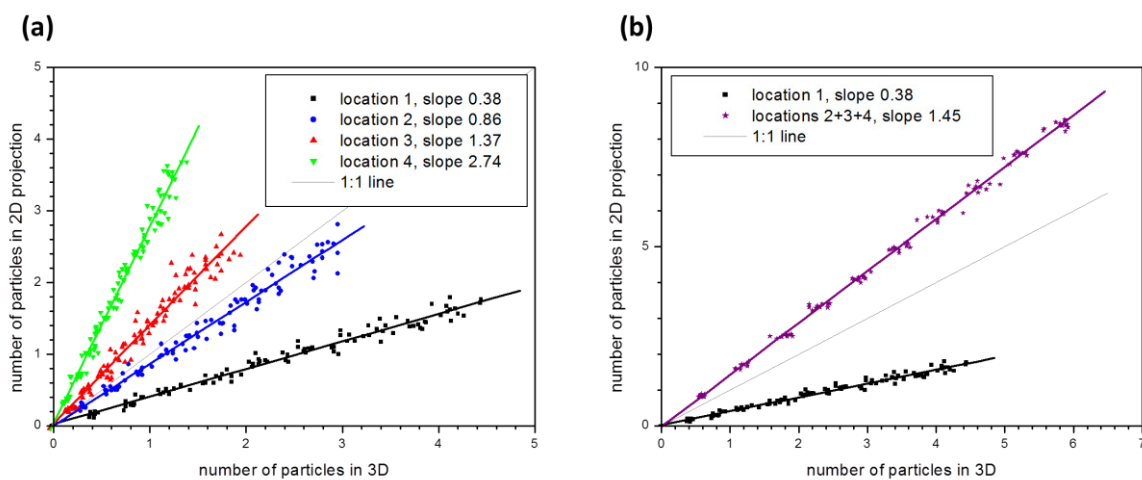 (a)
5
4
3
2
1
0
number of particles in 2D projection
location 1, slope 0.38
location 2, slope 0.86
location 3, slope 1.37
location 4, slope 2.74
1:1 line
0 1 2 3 4 5
number of particles in 3D
(b)
10
5
0
number of particles in 2D projection
location 1, slope 0.38
locations 2+3+4, slope 1.45
1:1 line
0 1 2 3 4 5 6 7
number of particles in 3D